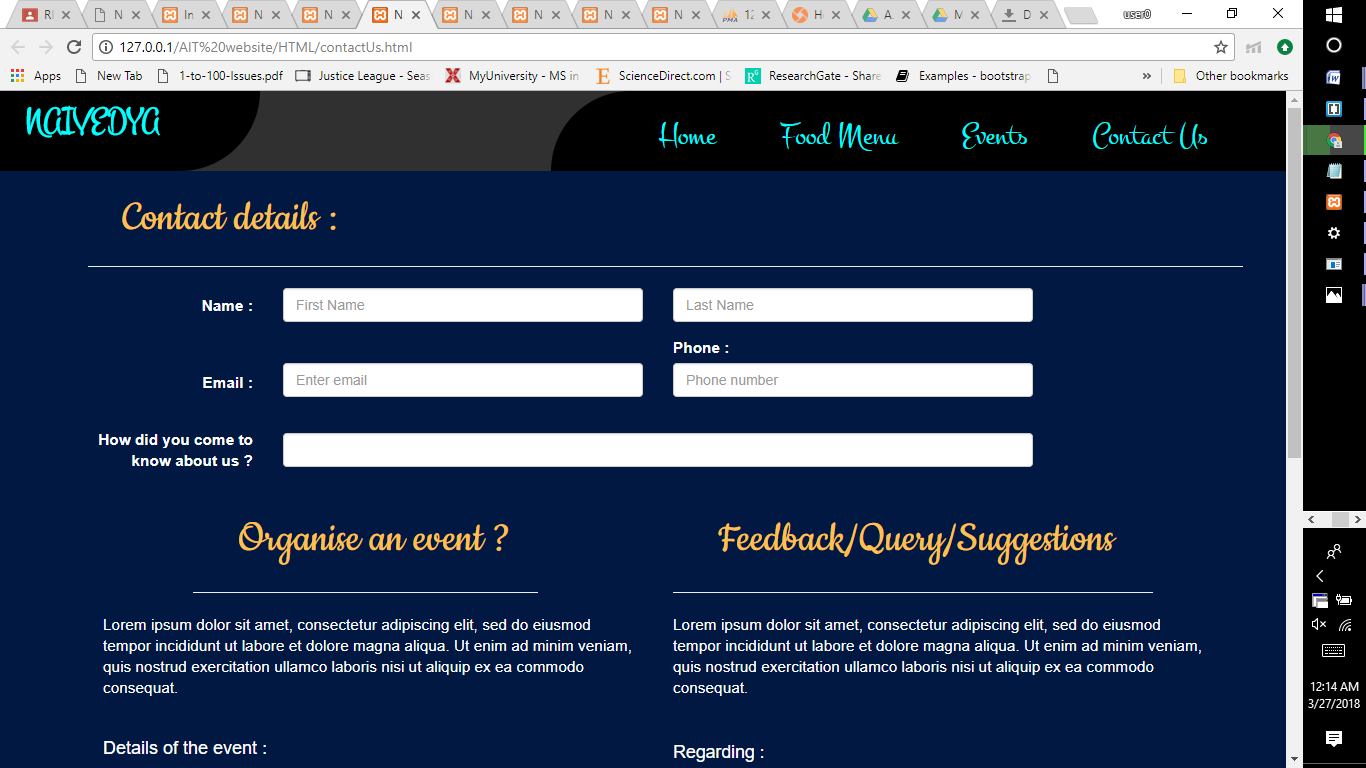 RI
N
In
N
N
N
N
N
N
N
12
H
A
M
D
user0
127.0.0.1/AIT%20website/HTML/contactUs.html
Apps
New Tab
1-to-100-Issues.pdf
Justice League - Seas
MyUniversity - MS in
ScienceDirect.com | S
ResearchGate - Share
Examples - bootstrap
»
Other bookmarks
NAIVEDYA
Home Food Menu Events Contact Us
Contact details :
Name : First Name Last Name
Phone :
Email : Enter email Phone number
How did you come to
know about us ?
Organise an event ?
Lorem ipsum dolor sit amet, consectetur adipiscing elit, sed do eiusmod
tempor incididunt ut labore et dolore magna aliqua. Ut enim ad minim veniam,
quis nostrud exercitation ullamco laboris nisi ut aliquip ex ea commodo
consequat.
Details of the event :
Feedback/Query/Suggestions
Lorem ipsum dolor sit amet, consectetur adipiscing elit, sed do eiusmod
tempor incididunt ut labore et dolore magna aliqua. Ut enim ad minim veniam,
quis nostrud exercitation ullamco laboris nisi ut aliquip ex ea commodo
consequat.
Regarding :
12:14 AM
3/27/2018